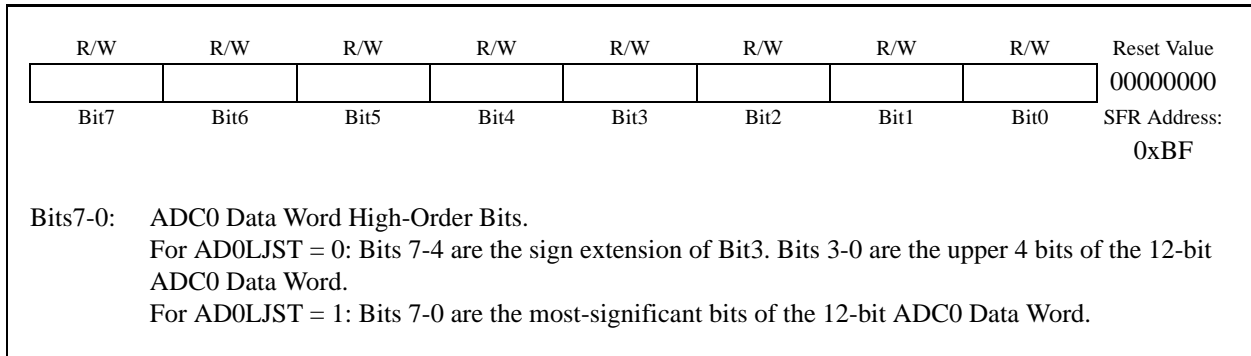 R/W R/W R/W R/W R/W R/W R/W R/W Reset Value
00000000
Bit7 Bit6 Bit5 Bit4 Bit3 Bit2 Bit1 Bit0 SFR Address:
0xBF
Bits7-0: ADC0 Data Word High-Order Bits.
For AD0LJST = 0: Bits 7-4 are the sign extension of Bit3. Bits 3-0 are the upper 4 bits of the 12-bit
ADC0 Data Word.
For AD0LJST = 1: Bits 7-0 are the most-significant bits of the 12-bit ADC0 Data Word.